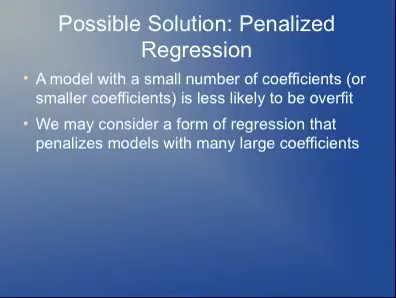 Possible Solution: Penalized
Regression
• A model with a small number of coefficients (or
smaller coefficients) is less likely to be overfit
• We may consider a form of regression that
penalizes models with many large coefficients